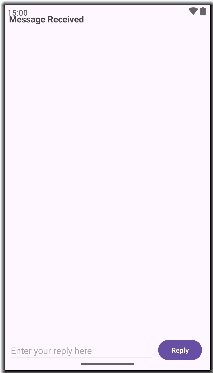 15:00
Message Received
Enter your reply here
Reply